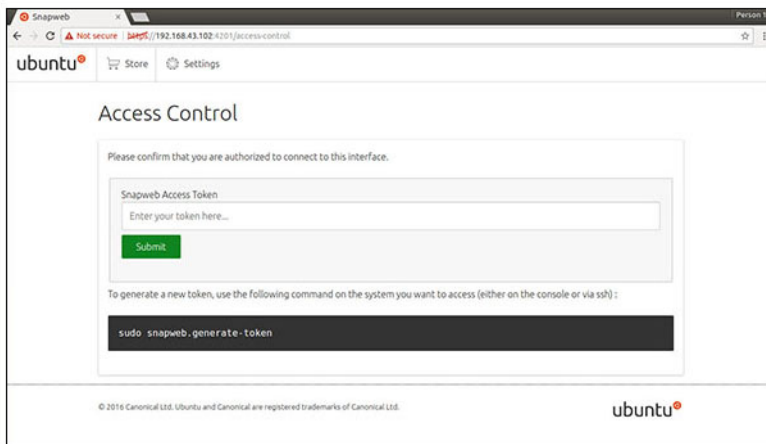 Snapweb
Person 1
Not secure https://192.168.43.102:4201/access-control
ubuntu Store Settings
Access Control
Please confirm that you are authorized to connect to this interface.
Snapweb Access Token
Enter your token here...
Submit
To generate a new token, use the following command on the system you want to access (either on the console or via ssh) :
sudo snapweb.generate-token
© 2016 Canonical Ltd. Ubuntu and Canonical are registered trademarks of Canonical Ltd.
ubuntu